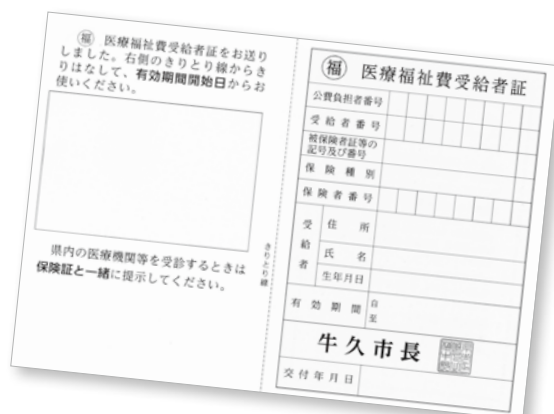 ㊞福 医療福祉費受給者証をお送り
しました。右側のきりとり線からき
りはなして、有効期間開始日からお
使いください。
県内の医療機関等を受診するときは
保険証と一緒に提示してください。
きりとり線
福 医療福祉費受給者証
公費負担者番号
受給者番号
被保険者証等の
記号及び番号
保険種別
保険者番号
受給者
住所
氏名
生年月日
有効期間
自
至
牛久市長
交付年月日